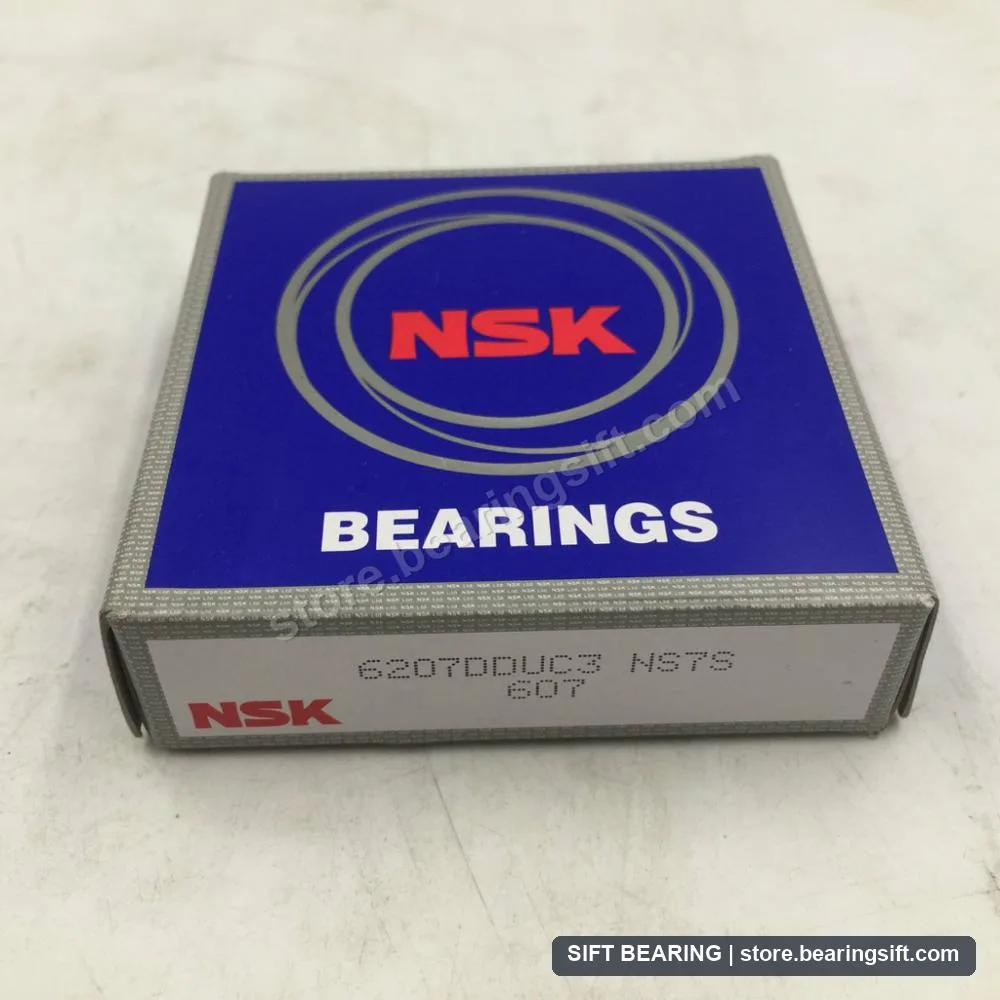 NSK
BEARINGS
store.bearingsift.com
6207DDUC3 NS7S
607
NSK
SIFT BEARING | store.bearingsift.com